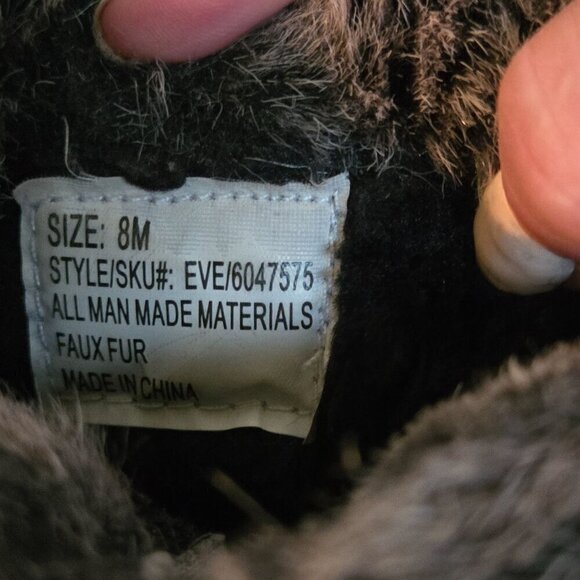 SIZE: 8M
STYLE/SKU#: EVE/6047575
ALL MAN MADE MATERIALS
FAUX FUR
MADE IN CHINA